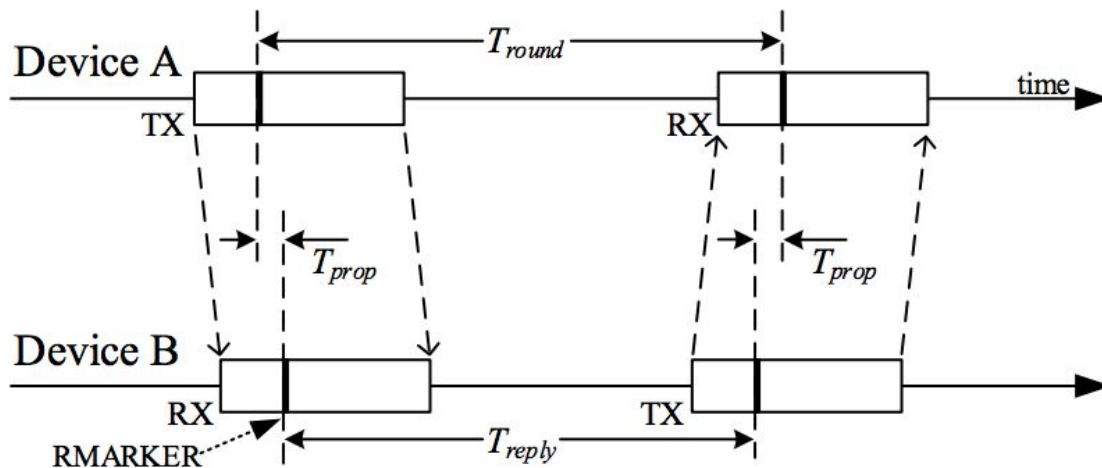 T_round
Device A
time
TX
RX
T_prop
T_prop
Device B
RX
TX
RMARKER
T_reply